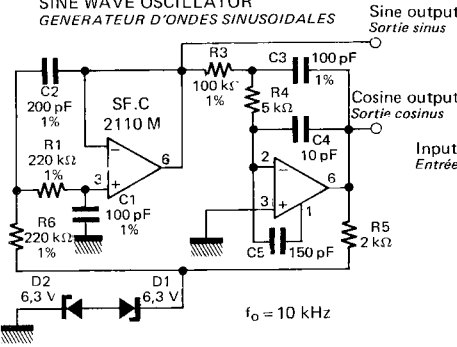 SINE WAVE OSCILLATOR
GENERATEUR D'ONDES SINUSOIDALES
Sine output
Sortie sinus
R3
100 kΩ
1%
C3
100 pF
1%
C2
200 pF
1%
SF.C
2110 M
R4
5 kΩ
Cosine output
Sortie cosinus
C4
10 pF
Input
Entrée
R1
220 kΩ
1%
3
6
2
6
3
1
C1
100 pF
1%
R6
220 kΩ
1%
C5
150 pF
R5
2 kΩ
D2
6,3 V
D1
6,3 V
fo = 10 kHz